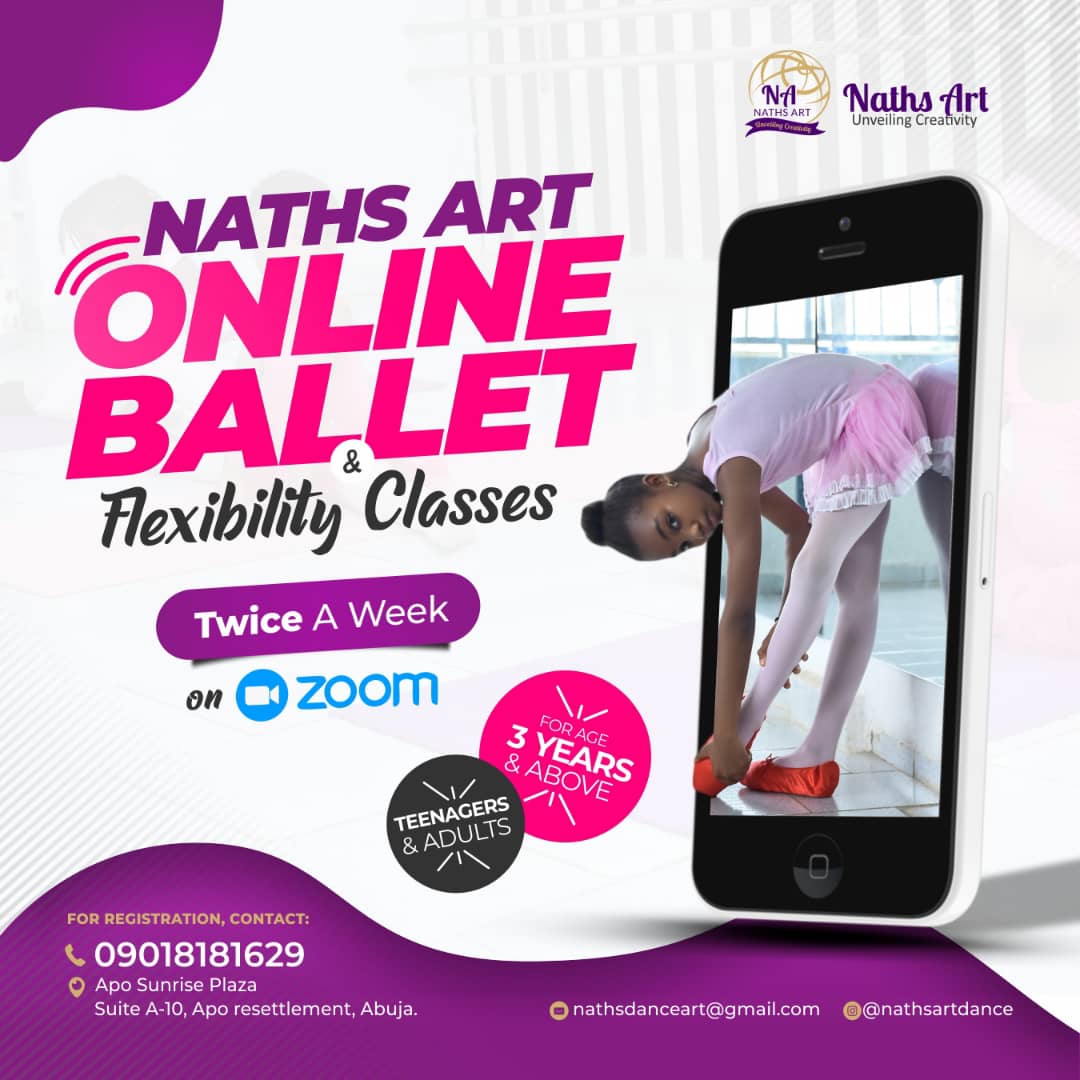 NA
NATHS ART
Unveiling Creativity
Naths Art
Unveiling Creativity
NATHS ART
ONLINE
BALLET
&
Flexibility Classes
Twice A Week
on zoom
FOR AGE
3 YEARS
& ABOVE
TEENAGERS
& ADULTS
FOR REGISTRATION, CONTACT:
09018181629
Apo Sunrise Plaza
Suite A-10, Apo resettlement, Abuja.
nathsdanceart@gmail.com
@nathsartdance